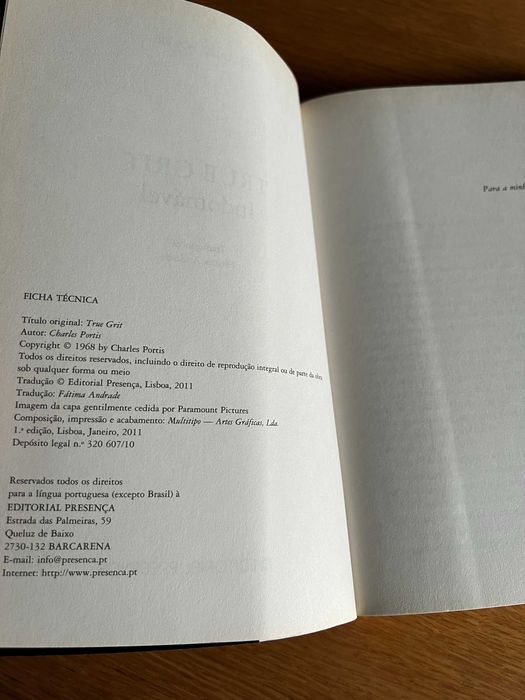 FICHA TÉCNICA
Título original: True Grit
Autor: Charles Portis
Copyright © 1968 by Charles Portis
Todos os direitos reservados, incluindo o direito de reprodução integral ou de parte da obra
sob qualquer forma ou meio
Tradução © Editorial Presença, Lisboa, 2011
Tradução: Fátima Andrade
Imagem da capa gentilmente cedida por Paramount Pictures
Composição, impressão e acabamento: Multitipo — Artes Gráficas, Lda.
1.ª edição, Lisboa, Janeiro, 2011
Depósito legal n.º 320 607/10
Reservados todos os direitos
para a língua portuguesa (excepto Brasil) à
EDITORIAL PRESENÇA
Estrada das Palmeiras, 59
Queluz de Baixo
2730-132 BARCARENA
E-mail: info@presenca.pt
Internet: http://www.presenca.pt
Para a minh